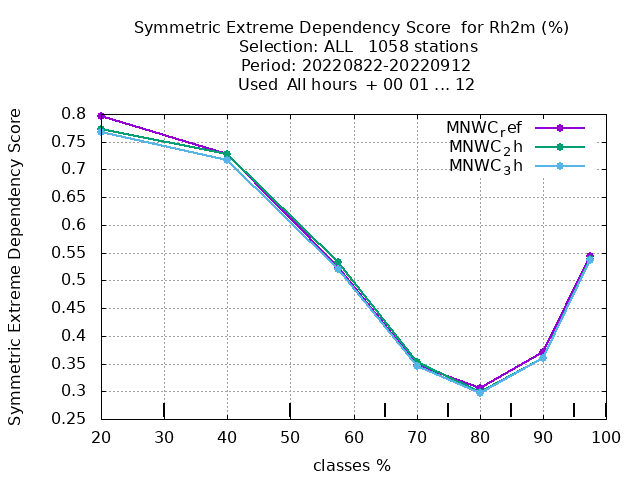 Symmetric Extreme Dependency Score for Rh2m (%)
Selection: ALL 1058 stations
Period: 20220822-20220912
Used All hours + 00 01 ... 12
Symmetric Extreme Dependency Score
0.8
0.75
0.7
0.65
0.6
0.55
0.5
0.45
0.4
0.35
0.3
0.25
MNWCref
MNWC2h
MNWC3h
20 30 40 50 60 70 80 90 100
classes %